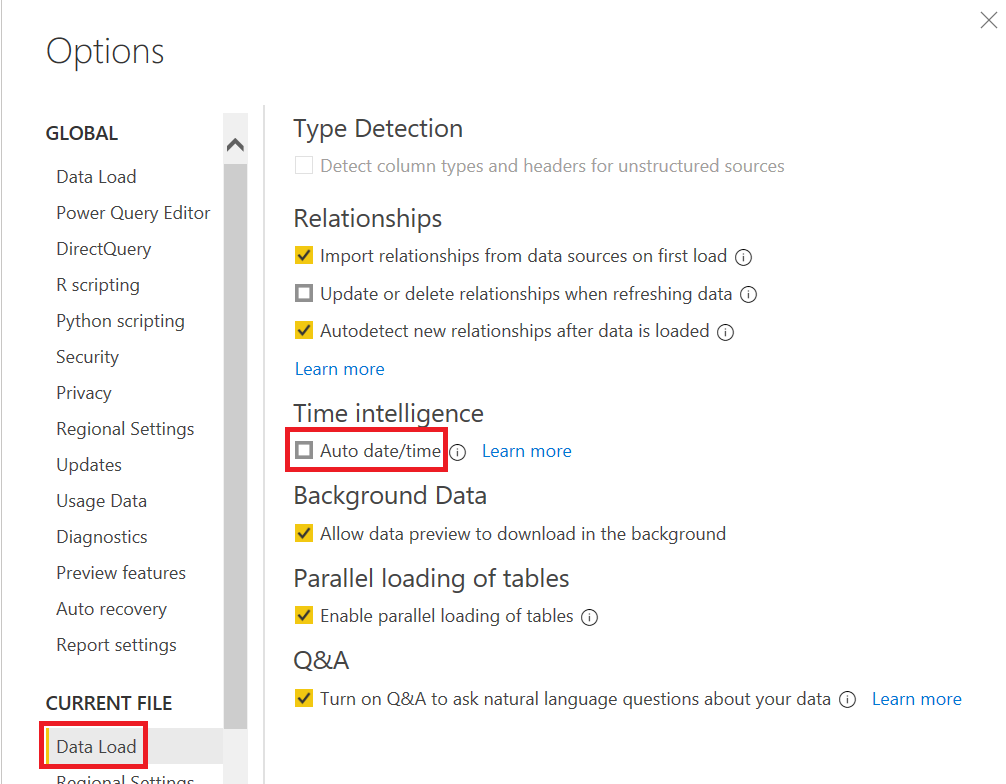 Options
GLOBAL
Data Load
Power Query Editor
DirectQuery
R scripting
Python scripting
Security
Privacy
Regional Settings
Updates
Usage Data
Diagnostics
Preview features
Auto recovery
Report settings
CURRENT FILE
Data Load
Regional Settings
Type Detection
Detect column types and headers for unstructured sources
Relationships
Import relationships from data sources on first load
Update or delete relationships when refreshing data
Autodetect new relationships after data is loaded
Learn more
Time intelligence
Auto date/time Learn more
Background Data
Allow data preview to download in the background
Parallel loading of tables
Enable parallel loading of tables
Q&A
Turn on Q&A to ask natural language questions about your data Learn more